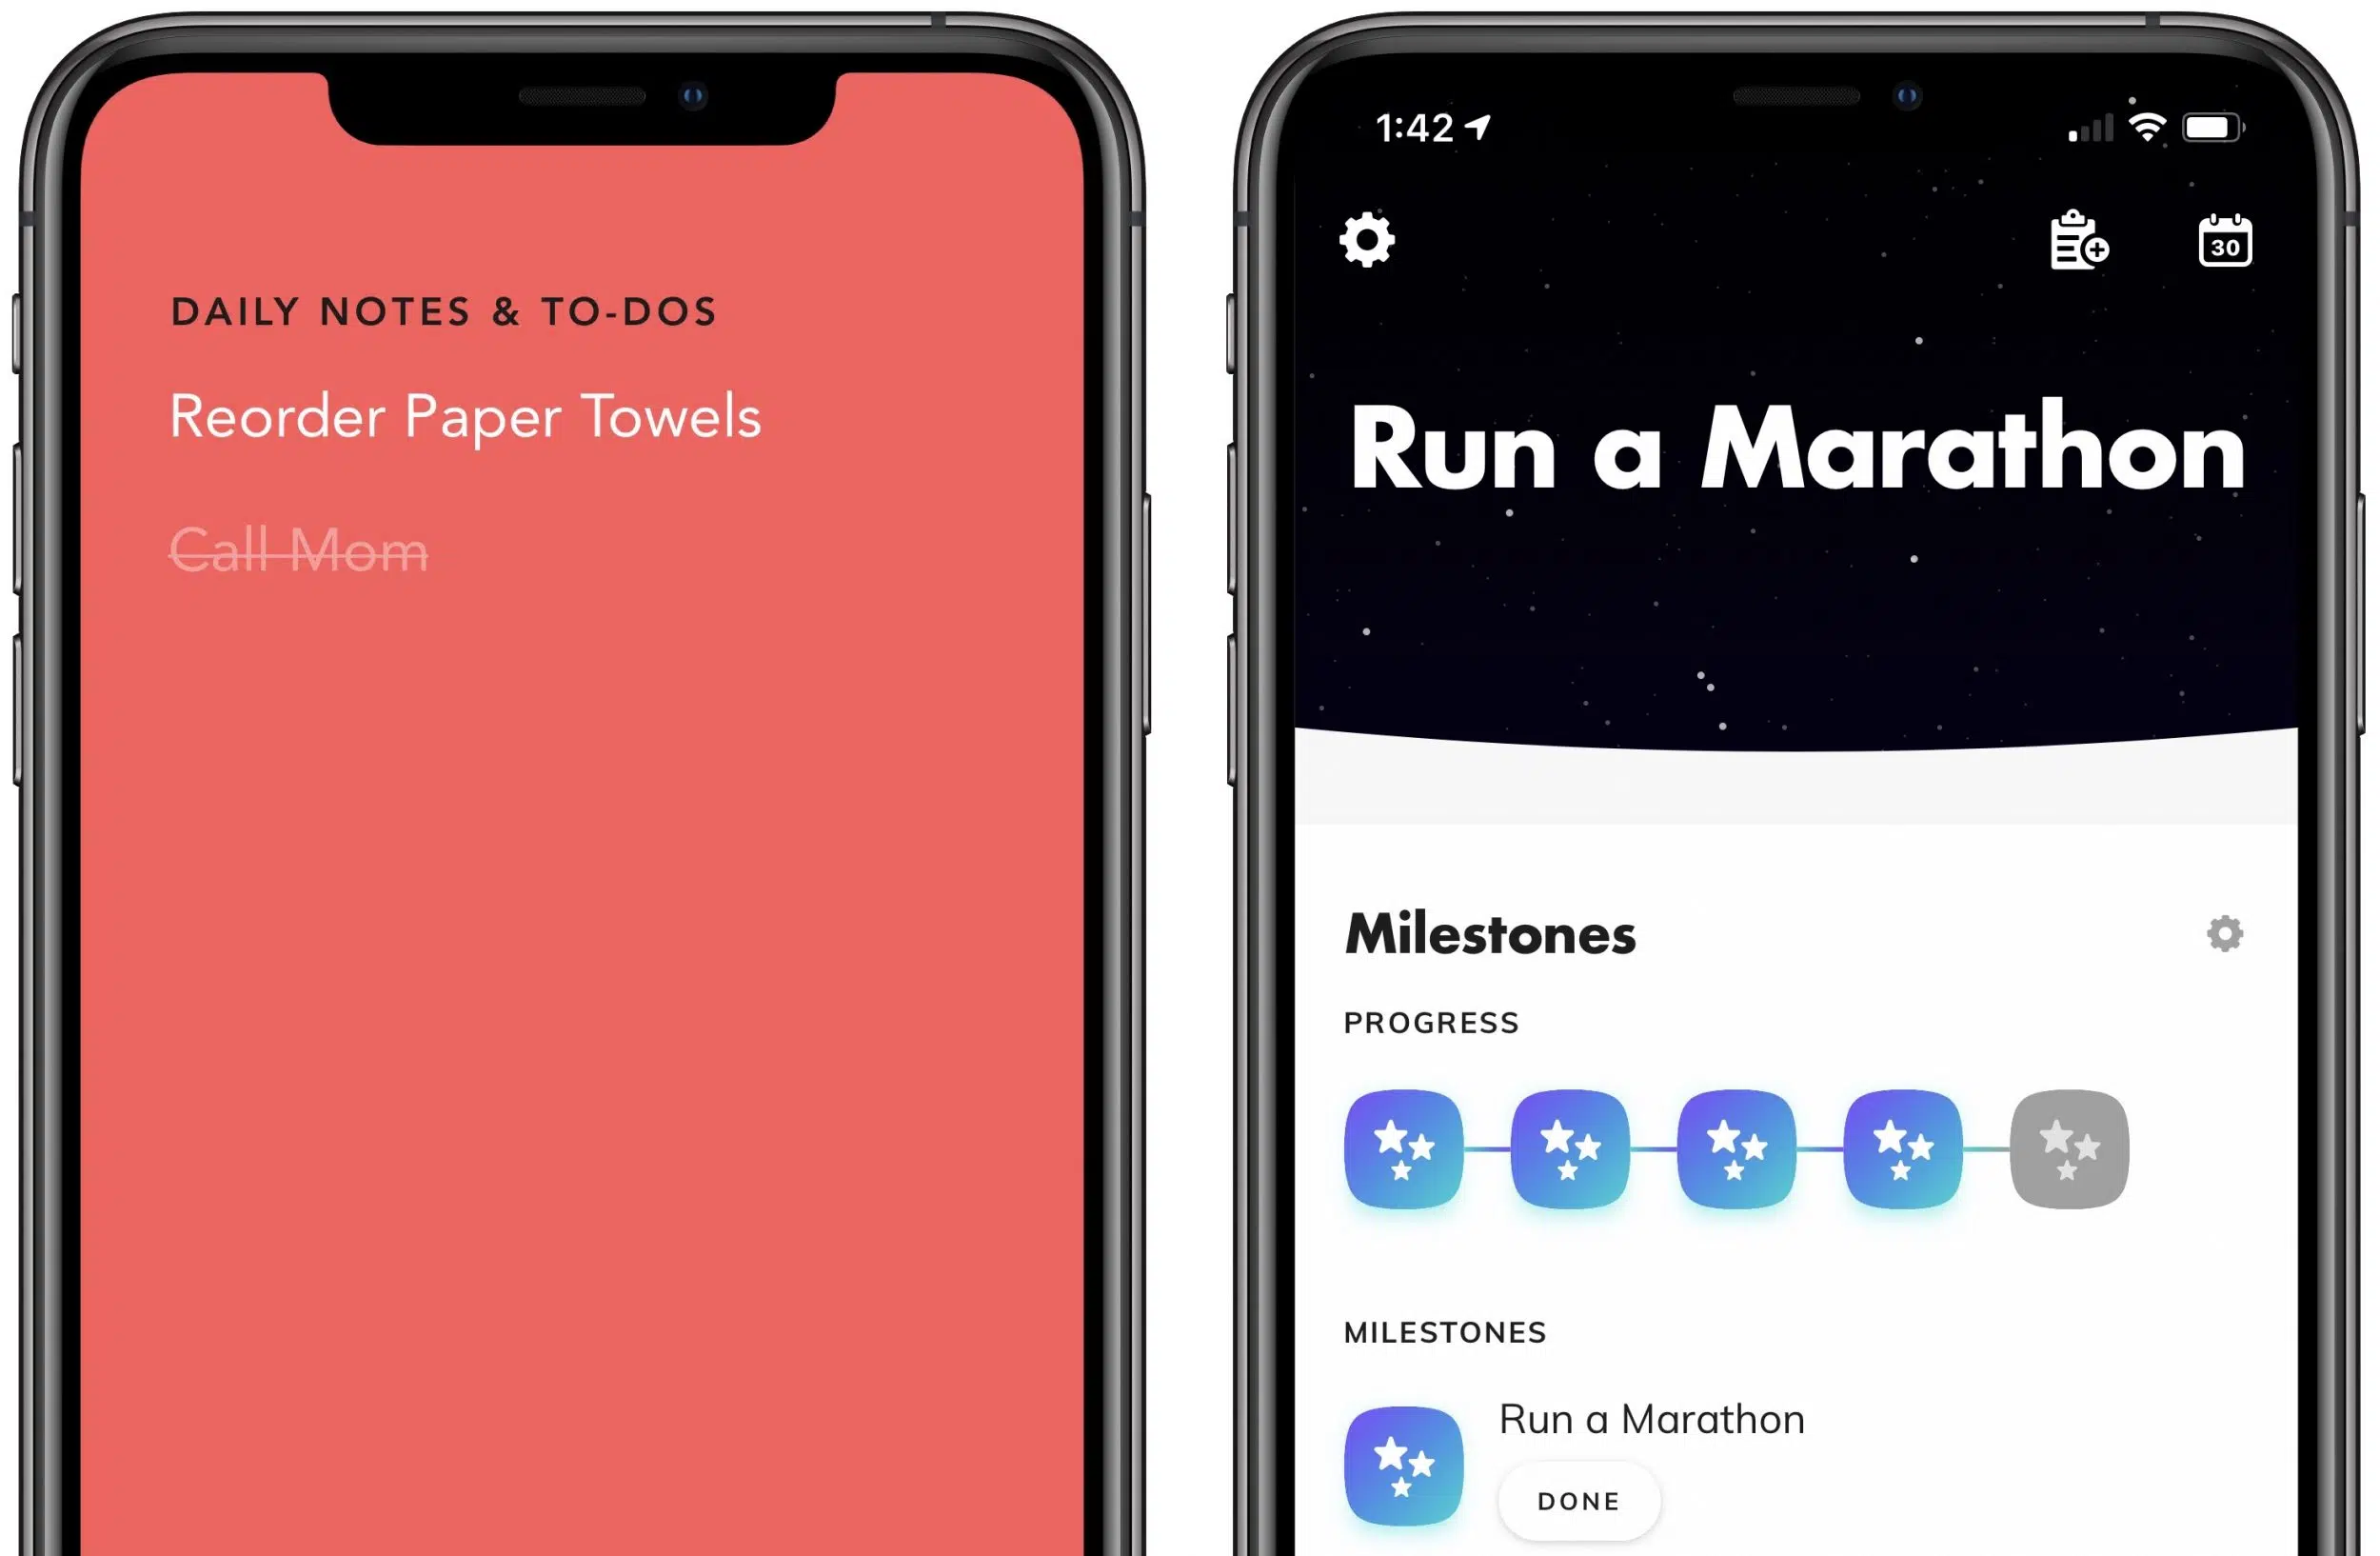 DAILY NOTES & TO-DOS
Reorder Paper Towels
Call Mom
1:42
30
Run a Marathon
Milestones
PROGRESS
MILESTONES
Run a Marathon
DONE